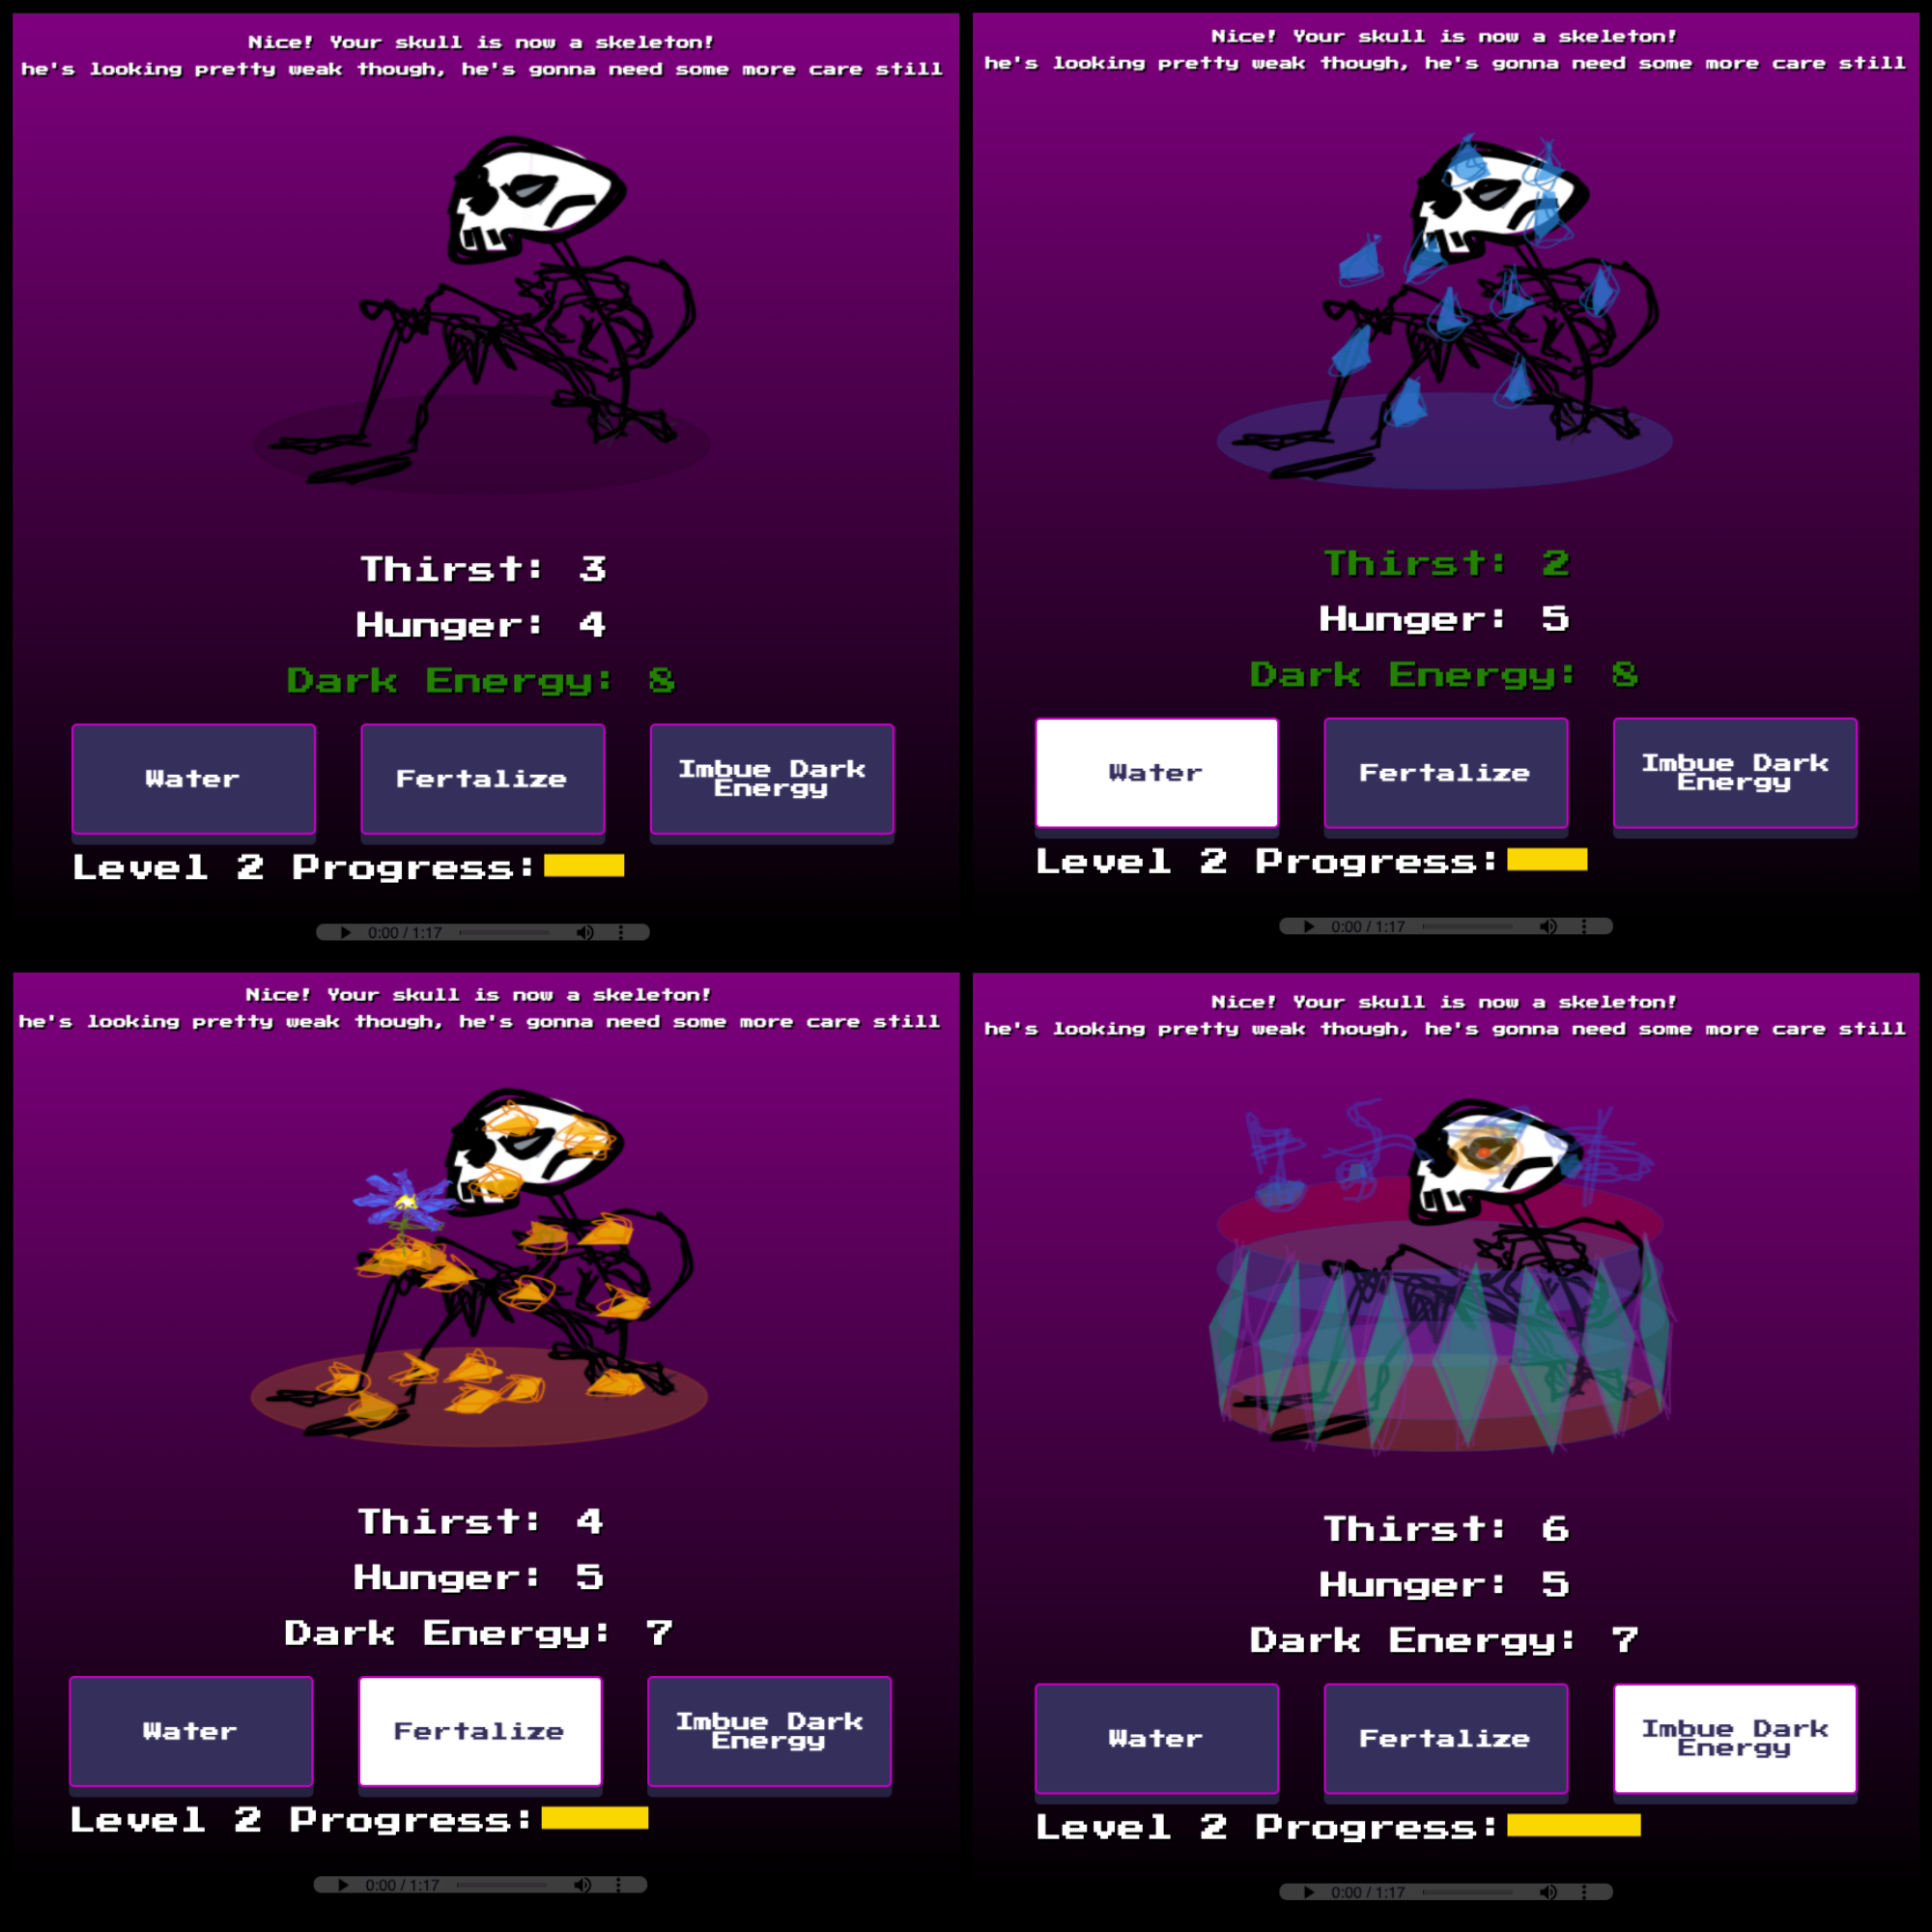 Nice! Your skull is now a skeleton!
he's looking pretty weak though, he's gonna need some more care still
Thirst: 3
Hunger: 4
Dark Energy: 8
Water
Fertalize
Imbue Dark
Energy
Level 2 Progress:
0:00 / 1:17
Nice! Your skull is now a skeleton!
he's looking pretty weak though, he's gonna need some more care still
Thirst: 2
Hunger: 5
Dark Energy: 8
Water
Fertalize
Imbue Dark
Energy
Level 2 Progress:
0:00 / 1:17
Nice! Your skull is now a skeleton!
he's looking pretty weak though, he's gonna need some more care still
Thirst: 4
Hunger: 5
Dark Energy: 7
Water
Fertalize
Imbue Dark
Energy
Level 2 Progress:
0:00 / 1:17
Nice! Your skull is now a skeleton!
he's looking pretty weak though, he's gonna need some more care still
Thirst: 6
Hunger: 5
Dark Energy: 7
Water
Fertalize
Imbue Dark
Energy
Level 2 Progress:
0:00 / 1:17